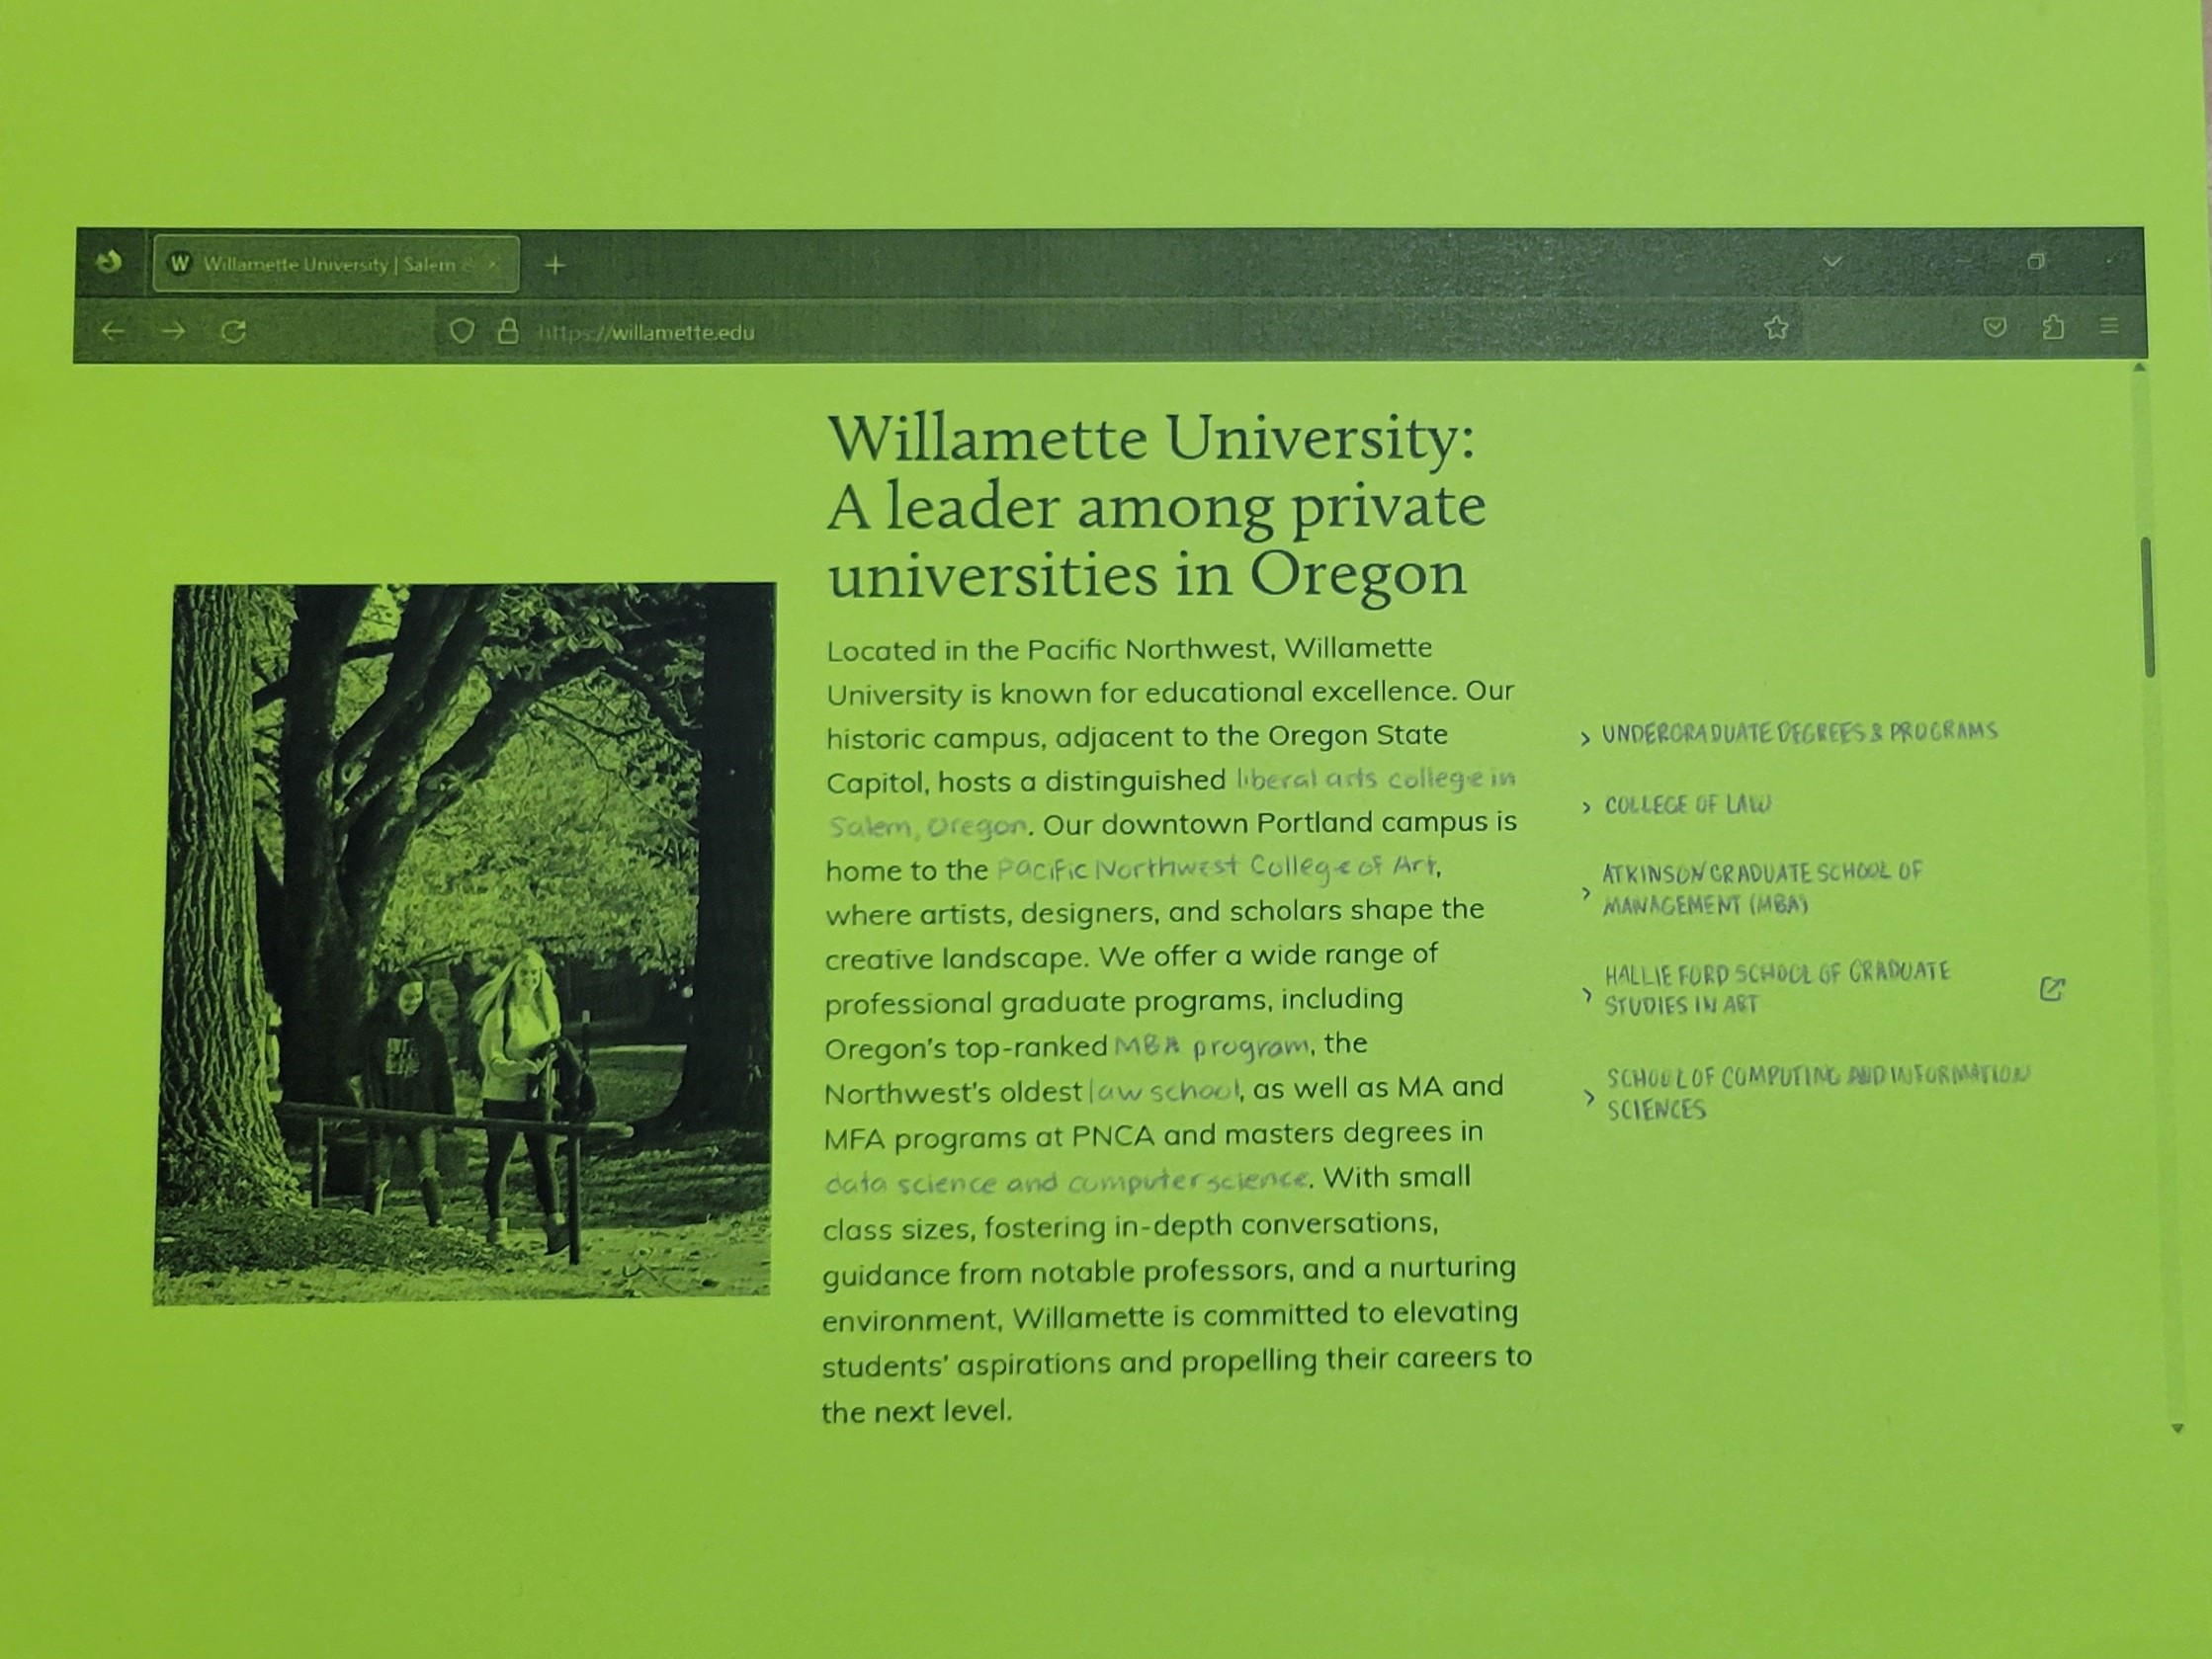 Willamette University | Salem &
https://willamette.edu
Willamette University:
A leader among private
universities in Oregon
Located in the Pacific Northwest, Willamette
University is known for educational excellence. Our
historic campus, adjacent to the Oregon State
Capitol, hosts a distinguished liberal arts college in
Salem, Oregon. Our downtown Portland campus is
home to the Pacific Northwest College of Art,
where artists, designers, and scholars shape the
creative landscape. We offer a wide range of
professional graduate programs, including
Oregon's top-ranked MBA program, the
Northwest's oldest law school, as well as MA and
MFA programs at PNCA and masters degrees in
data science and computer science. With small
class sizes, fostering in-depth conversations,
guidance from notable professors, and a nurturing
environment, Willamette is committed to elevating
students' aspirations and propelling their careers to
the next level.
> UNDERGRADUATE DEGREES & PROGRAMS
> COLLEGE OF LAW
> ATKINSON GRADUATE SCHOOL OF
MANAGEMENT (MBA)
> HALLIE FORD SCHOOL OF GRADUATE
STUDIES IN ART
> SCHOOL OF COMPUTING AND INFORMATION
SCIENCES